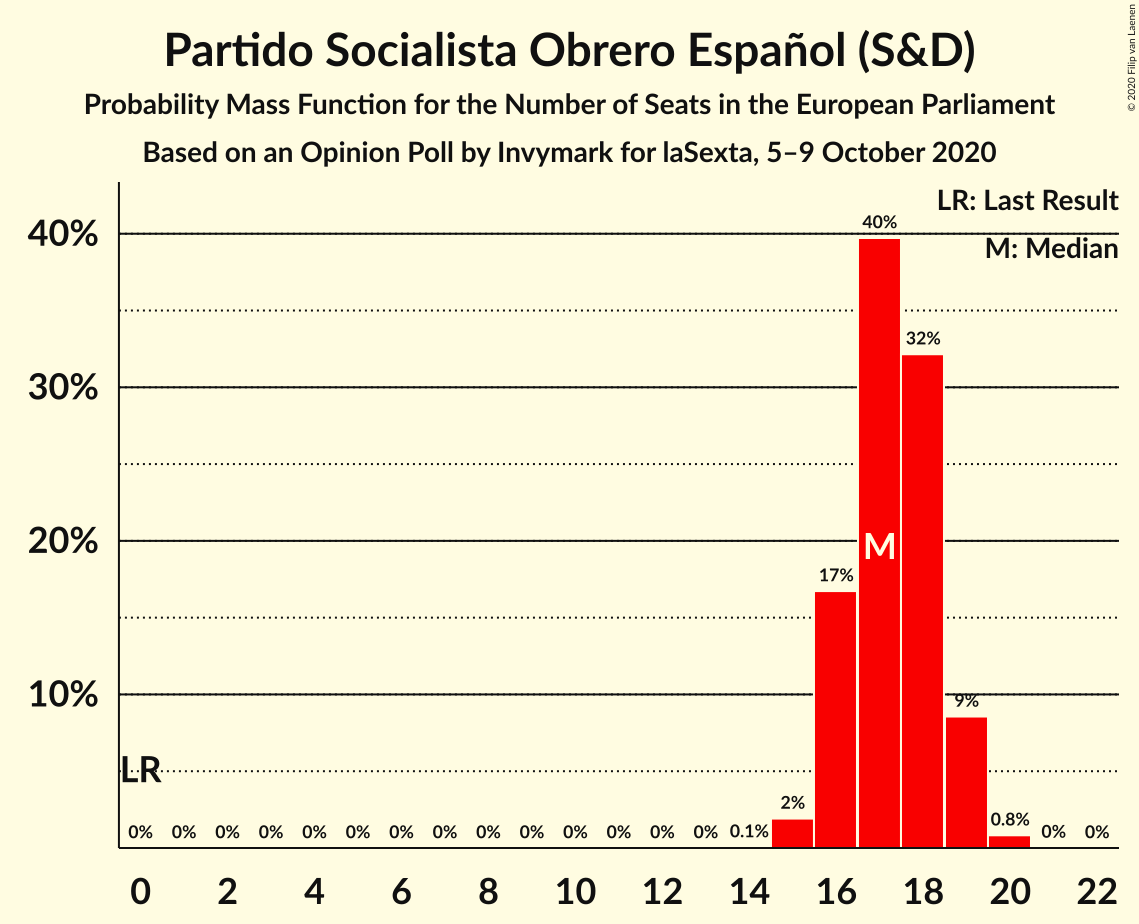 Partido Socialista Obrero Español (S&D)
Probability Mass Function for the Number of Seats in the European Parliament
Based on an Opinion Poll by Invymark for laSexta, 5–9 October 2020
© 2020 Filip van Laenen
LR: Last Result
M: Median
40%
30%
20%
10%
LR
M
0% 0% 0% 0% 0% 0% 0% 0% 0% 0% 0% 0% 0% 0% 0.1% 2% 17% 40% 32% 9% 0.8% 0% 0%
0 2 4 6 8 10 12 14 16 18 20 22